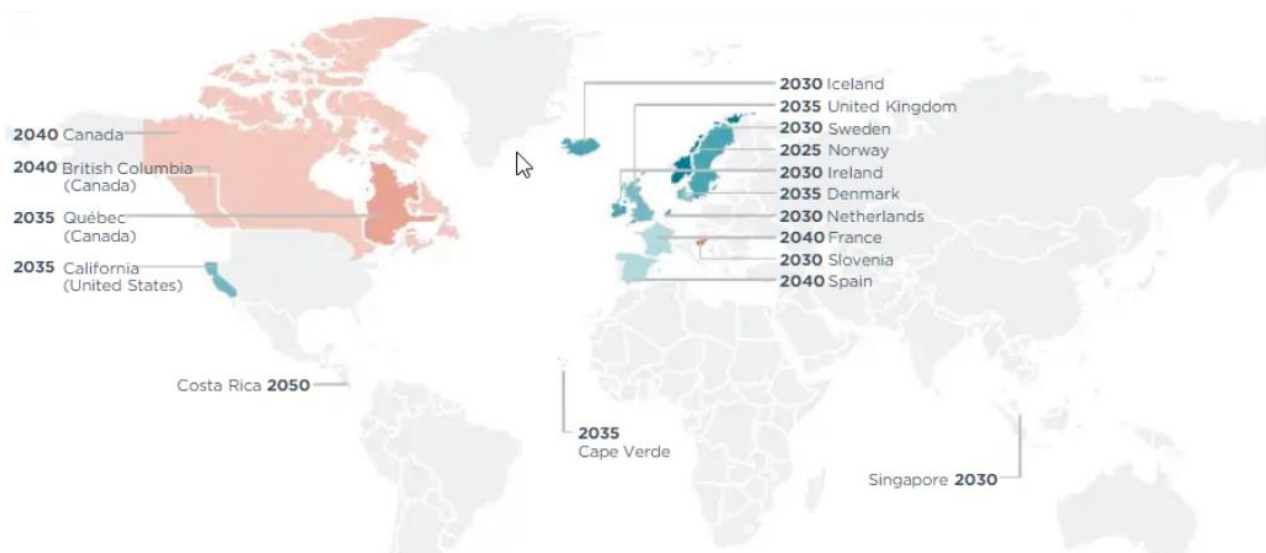 2040 Canada
2040 British Columbia
(Canada)
2035 Québec
(Canada)
2035 California
(United States)
Costa Rica 2050
2030 Iceland
2035 United Kingdom
2030 Sweden
2025 Norway
2030 Ireland
2035 Denmark
2030 Netherlands
2040 France
2030 Slovenia
2040 Spain
2035
Cape Verde
Singapore 2030